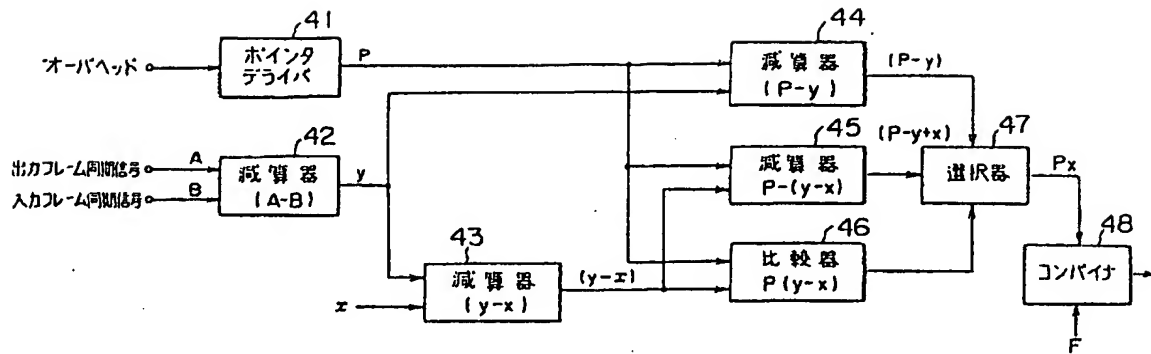 41
ポインタ
デライバ
オーバヘッド
P
42
減算器
(A-B)
出力フレーム同期信号
A
入力フレーム同期信号
B
y
43
減算器
(y-x)
x
(y-x)
44
減算器
(P-y)
(P-y)
45
減算器
P-(y-x)
(P-y+x)
46
比較器
P(y-x)
47
選択器
Px
48
コンバイナ
F